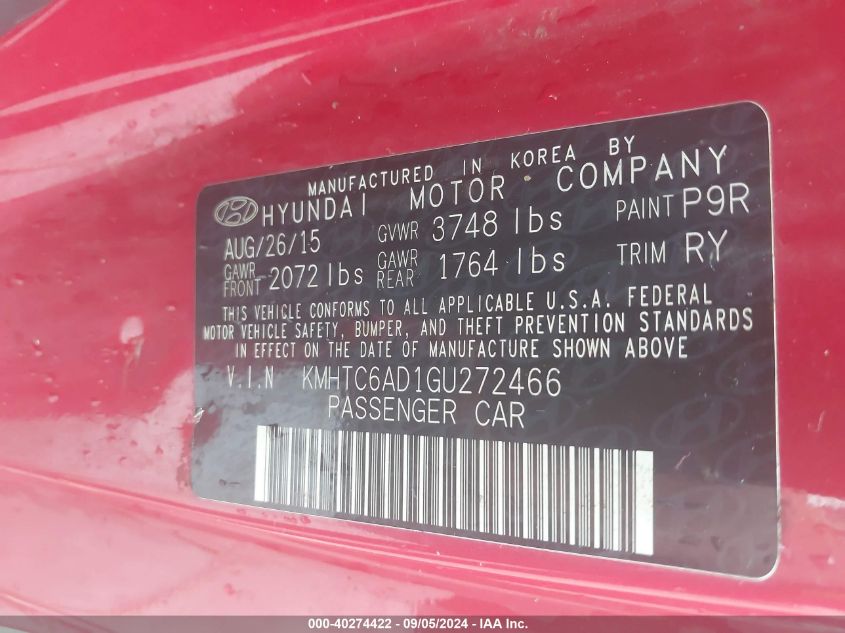 MANUFACTURED IN KOREA BY
HYUNDAI MOTOR COMPANY
AUG/26/15 GVWR 3748 lbs PAINT P9R
GAWR FRONT 2072 lbs GAWR REAR 1764 lbs TRIM RY
THIS VEHICLE CONFORMS TO ALL APPLICABLE U.S.A. FEDERAL
MOTOR VEHICLE SAFETY, BUMPER, AND THEFT PREVENTION STANDARDS
IN EFFECT ON THE DATE OF MANUFACTURE SHOWN ABOVE
V.I.N KMHTC6AD1GU272466
PASSENGER CAR
000-40274422 - 09/05/2024 - IAA Inc.